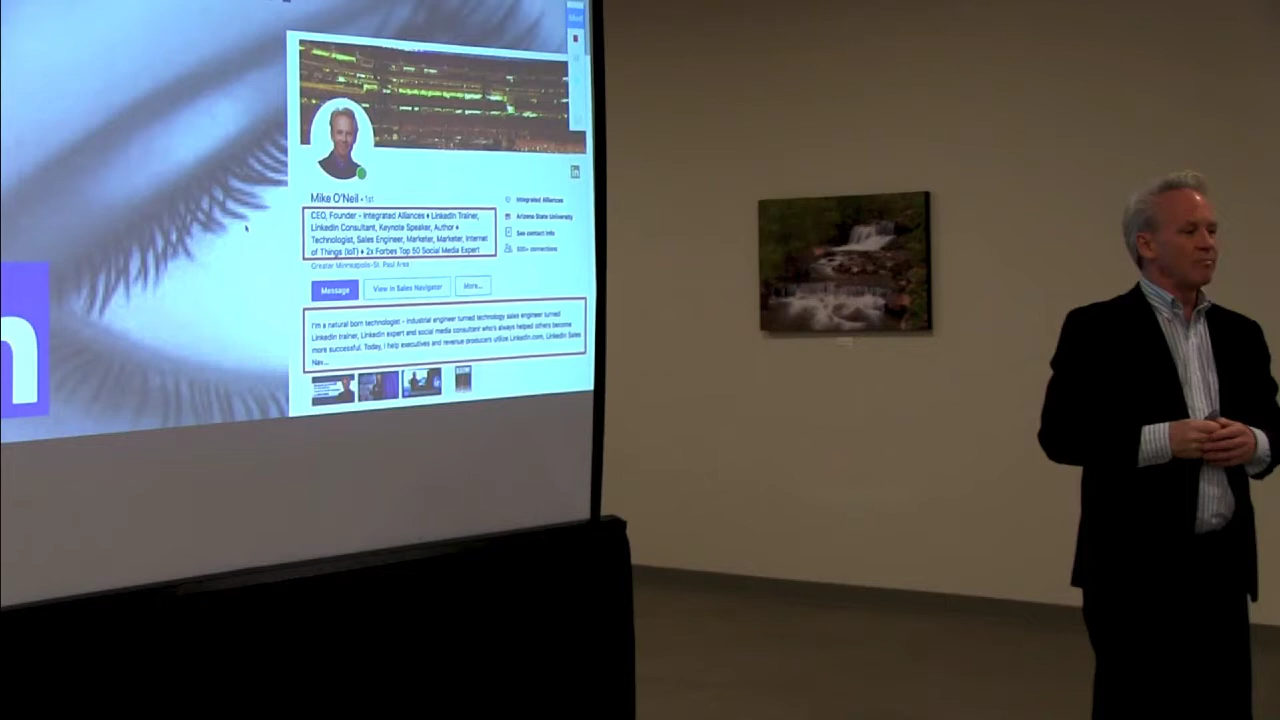 Mike O'Neil • 1st
CEO, Founder - Integrated Alliances ♦ LinkedIn Trainer,
LinkedIn Consultant, Keynote Speaker, Author ♦
Technologist, Sales Engineer, Marketer, Marketer, Internet
of Things (IoT) ♦ 2x Forbes Top 50 Social Media Expert
Greater Minneapolis-St. Paul Area
Integrated Alliances
Arizona State University
See contact info
500+ connections
Message
View in Sales Navigator
More...
I'm a natural born technologist - industrial engineer turned technology sales engineer turned
LinkedIn trainer, LinkedIn expert and social media consultant who's always helped others become
more successful. Today, I help executives and revenue producers utilize LinkedIn.com, LinkedIn Sales
Nav...
in
n